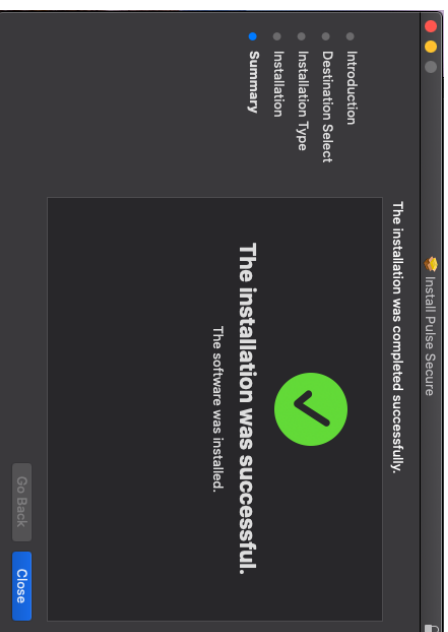 Install Pulse Secure
The installation was completed successfully.
Introduction
Destination Select
Installation Type
Installation
Summary
The installation was successful.
The software was installed.
Go Back
Close